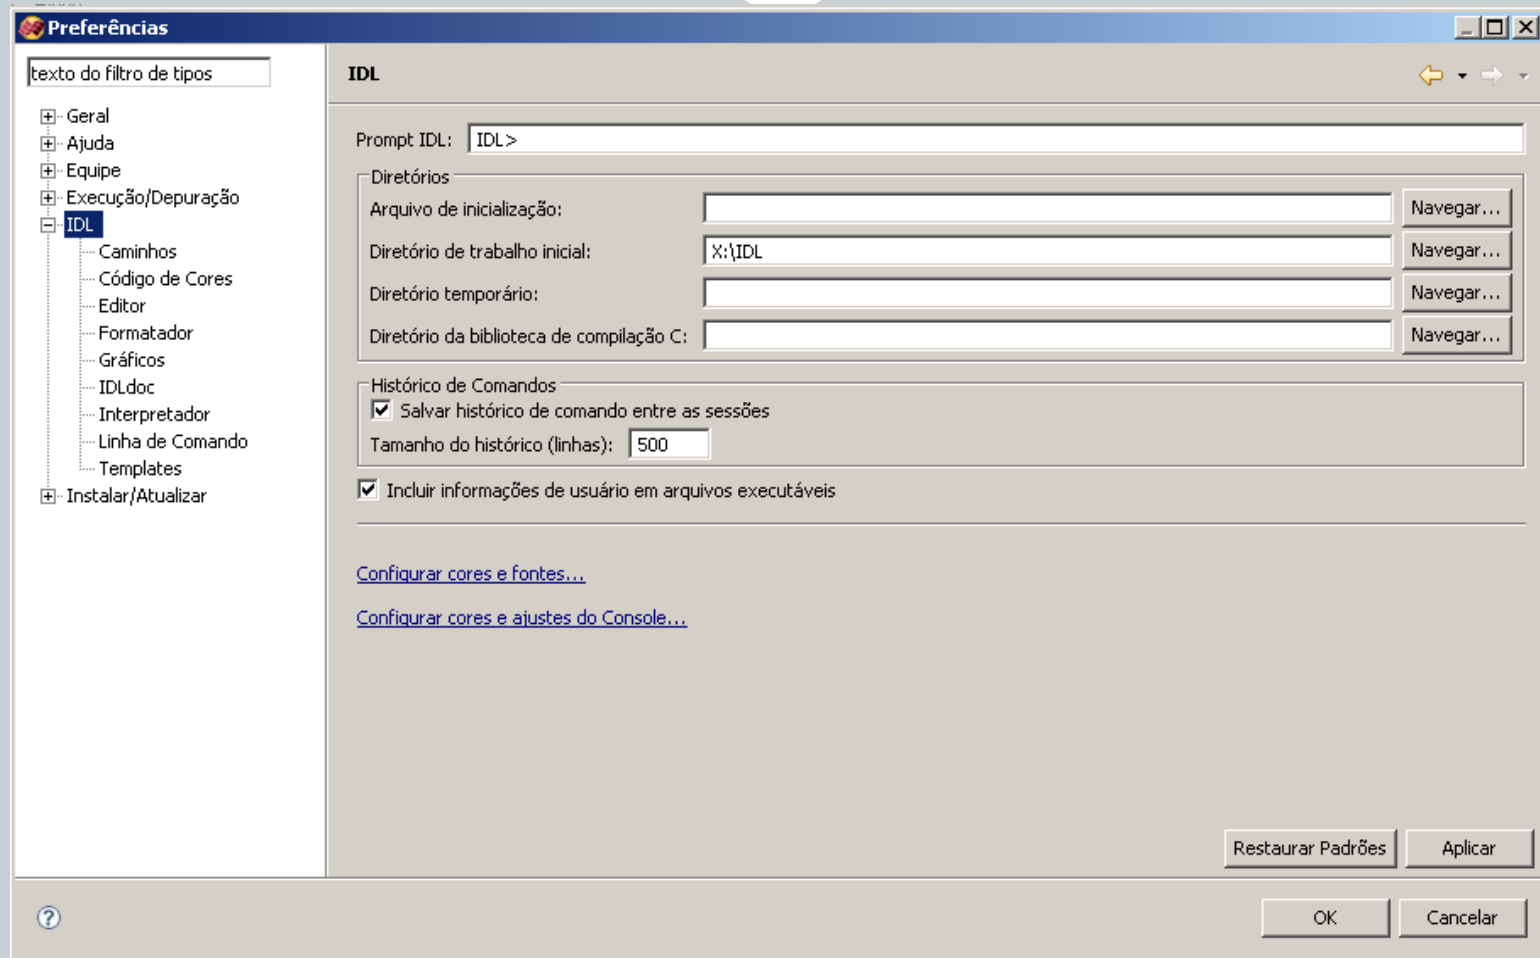 Preferências
texto do filtro de tipos
Geral
Ajuda
Equipe
Execução/Depuração
IDL
Caminhos
Código de Cores
Editor
Formatador
Gráficos
IDLdoc
Interpretador
Linha de Comando
Templates
Instalar/Atualizar
IDL
Prompt IDL: IDL>
Diretórios
Arquivo de inicialização: Navegar...
Diretório de trabalho inicial: X:\IDL Navegar...
Diretório temporário: Navegar...
Diretório da biblioteca de compilação C: Navegar...
Histórico de Comandos
Salvar histórico de comando entre as sessões
Tamanho do histórico (linhas): 500
Incluir informações de usuário em arquivos executáveis
Configurar cores e fontes...
Configurar cores e ajustes do Console...
Restaurar Padrões Aplicar
OK Cancelar